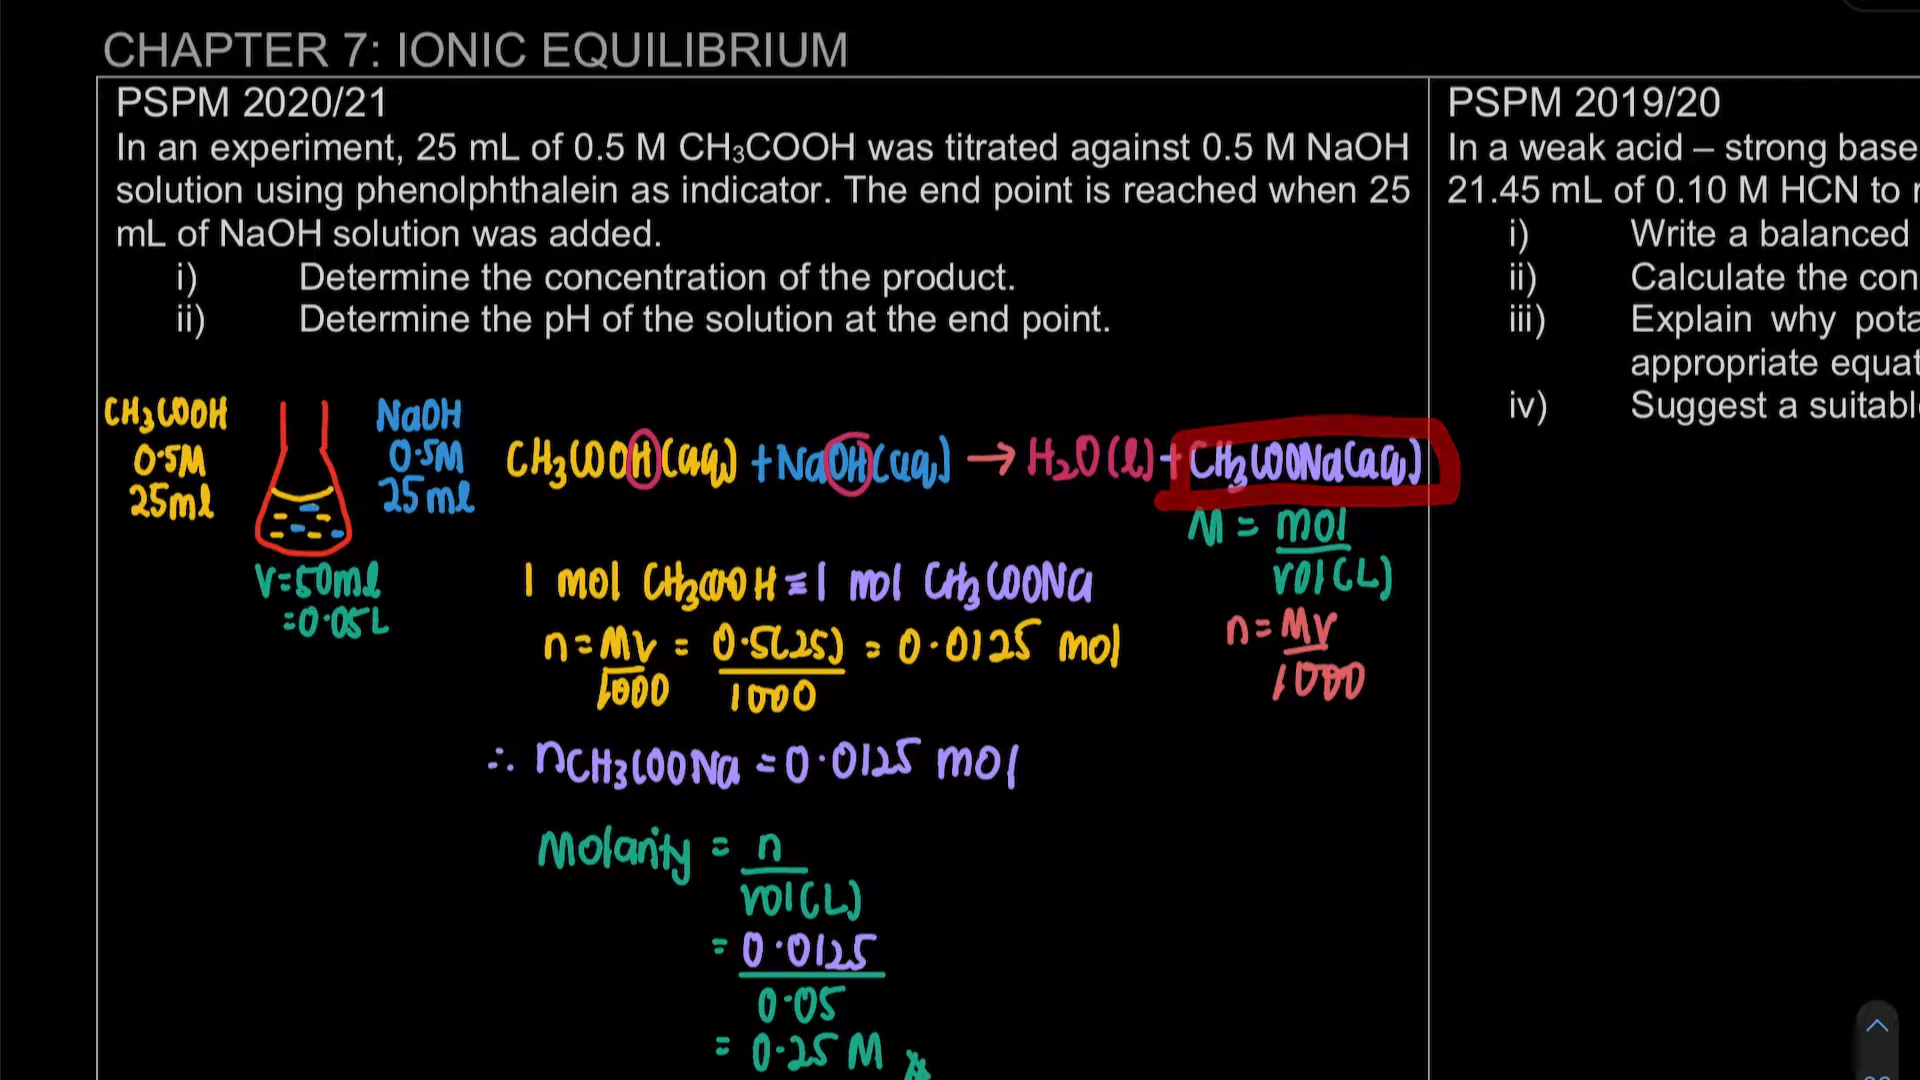 CHAPTER 7: IONIC EQUILIBRIUM
PSPM 2020/21
In an experiment, 25 mL of 0.5 M CH₃COOH was titrated against 0.5 M NaOH
solution using phenolphthalein as indicator. The end point is reached when 25
mL of NaOH solution was added.
i) Determine the concentration of the product.
ii) Determine the pH of the solution at the end point.
CH₃COOH
0.5M
25ml
NaOH
0.5M
25ml
V=50ml
=0.05L
CH₃COOH(aq) + NaOH(aq) → H₂O(l) + CH₃COONa(aq)
M = mol
vol(L)
n = MV
1000
1 mol CH₃COOH ≡ 1 mol CH₃COONa
n = MV = 0.5(25) = 0.0125 mol
1000 1000
∴ nCH₃COONa = 0.0125 mol
Molarity = n
vol(L)
= 0.0125
0.05
= 0.25 M
PSPM 2019/20
In a weak acid – strong base
21.45 mL of 0.10 M HCN to
i) Write a balanced
ii) Calculate the con
iii) Explain why pota
appropriate equat
iv) Suggest a suitabl